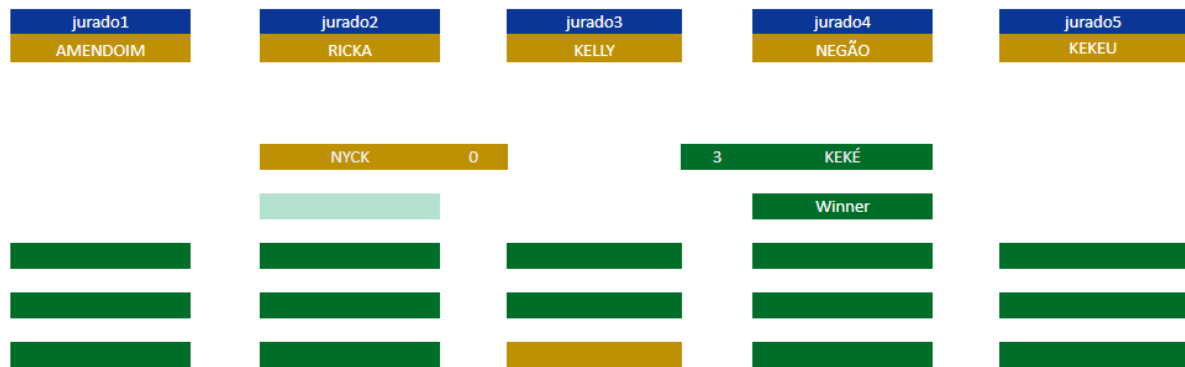 jurado1 jurado2 jurado3 jurado4 jurado5
AMENDOIM RICKA KELLY NEGÃO KEKEU
NYCK 0 3 KEKÉ
Winner